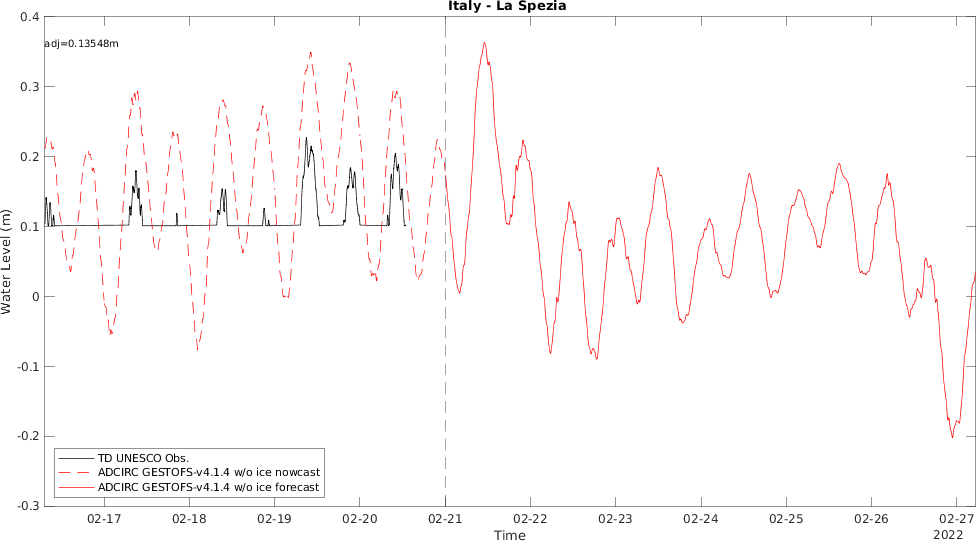 Italy - La Spezia
adj=0.13548m
0.4
0.3
0.2
0.1
0
-0.1
-0.2
-0.3
Water Level (m)
TD UNESCO Obs.
ADCIRC GESTOFS-v4.1.4 w/o ice nowcast
ADCIRC GESTOFS-v4.1.4 w/o ice forecast
02-17 02-18 02-19 02-20 02-21 02-22 02-23 02-24 02-25 02-26 02-27
Time
2022